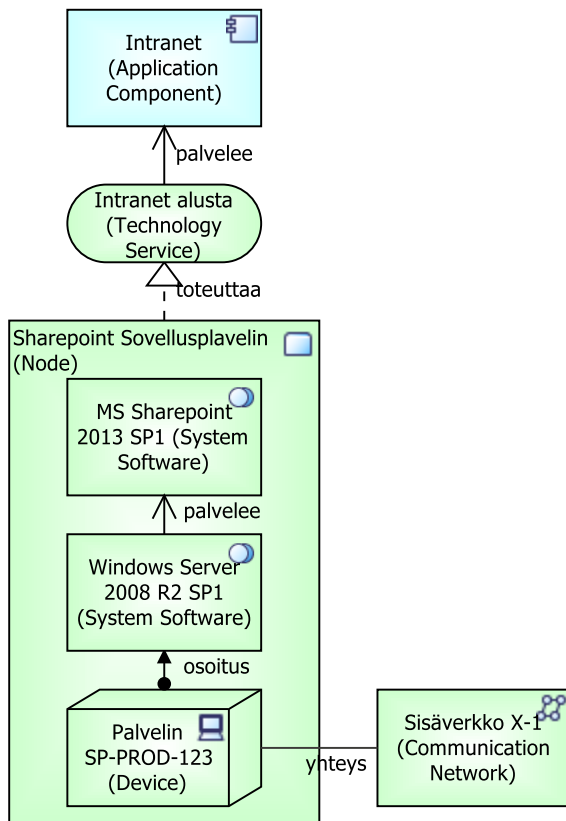 Intranet
(Application
Component)
palvelee
Intranet alusta
(Technology
Service)
toteuttaa
Sharepoint Sovellusplavelin
(Node)
MS Sharepoint
2013 SP1 (System
Software)
palvelee
Windows Server
2008 R2 SP1
(System Software)
osoitus
Palvelin
SP-PROD-123
(Device)
yhteys
Sisäverkko X-1
(Communication
Network)